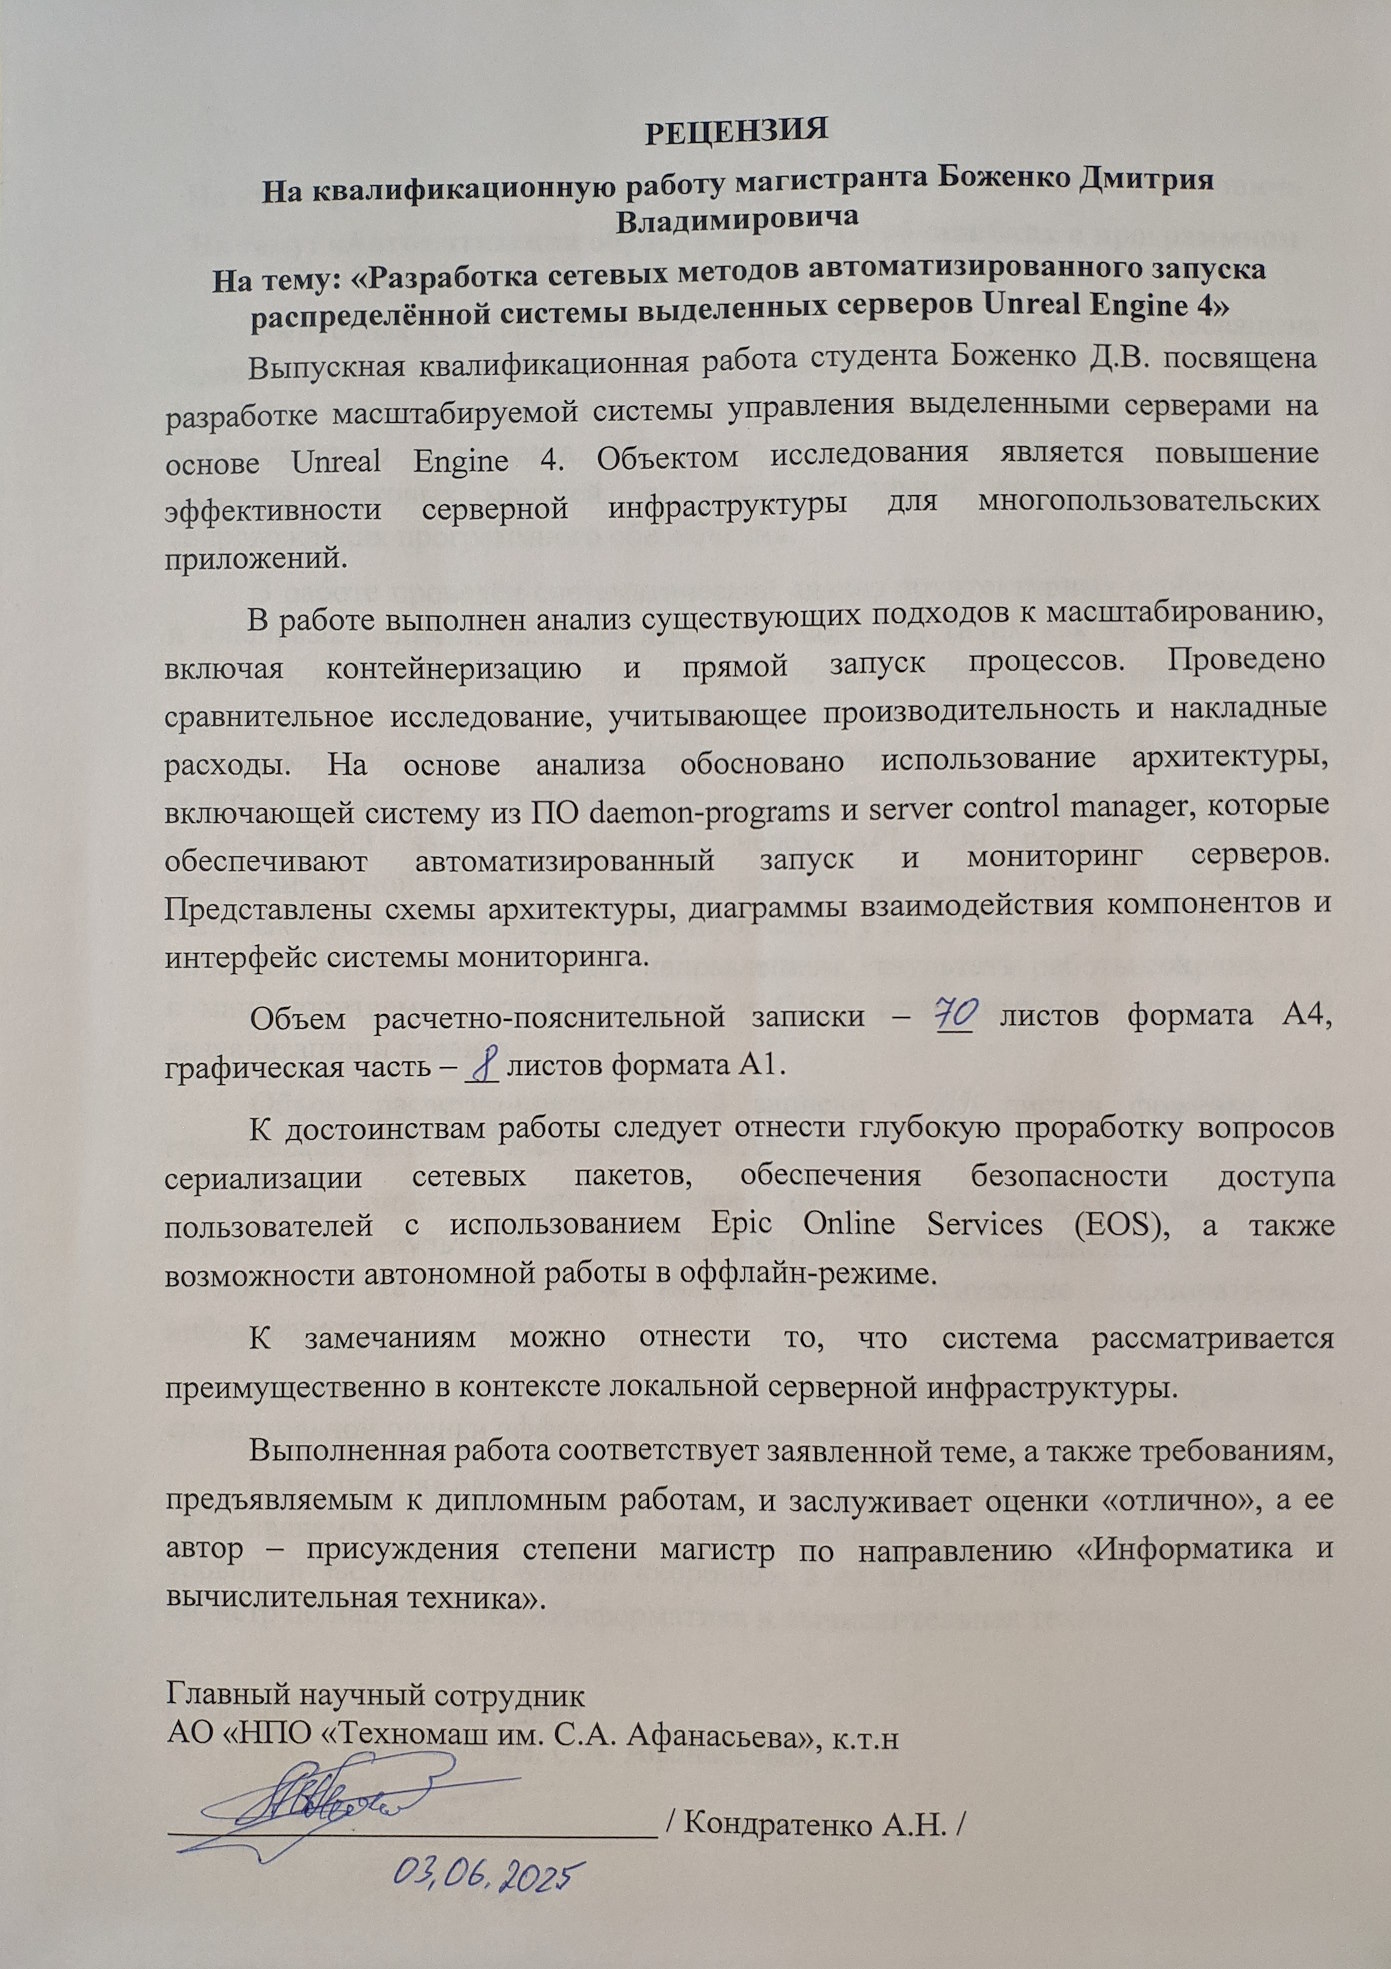 РЕЦЕНЗИЯ
На квалификационную работу магистранта Боженко Дмитрия
Владимировича
На тему: «Разработка сетевых методов автоматизированного запуска
распределённой системы выделенных серверов Unreal Engine 4»
Выпускная квалификационная работа студента Боженко Д.В. посвящена
разработке масштабируемой системы управления выделенными серверами на
основе Unreal Engine 4. Объектом исследования является повышение
эффективности серверной инфраструктуры для многопользовательских
приложений.
В работе выполнен анализ существующих подходов к масштабированию,
включая контейнеризацию и прямой запуск процессов. Проведено
сравнительное исследование, учитывающее производительность и накладные
расходы. На основе анализа обосновано использование архитектуры,
включающей систему из ПО daemon-programs и server control manager, которые
обеспечивают автоматизированный запуск и мониторинг серверов.
Представлены схемы архитектуры, диаграммы взаимодействия компонентов и
интерфейс системы мониторинга.
Объем расчетно-пояснительной записки – 70 листов формата А4,
графическая часть – 8 листов формата А1.
К достоинствам работы следует отнести глубокую проработку вопросов
сериализации сетевых пакетов, обеспечения безопасности доступа
пользователей с использованием Epic Online Services (EOS), а также
возможности автономной работы в оффлайн-режиме.
К замечаниям можно отнести то, что система рассматривается
преимущественно в контексте локальной серверной инфраструктуры.
Выполненная работа соответствует заявленной теме, а также требованиям,
предъявляемым к дипломным работам, и заслуживает оценки «отлично», а ее
автор – присуждения степени магистр по направлению «Информатика и
вычислительная техника».
Главный научный сотрудник
АО «НПО «Техномаш им. С.А. Афанасьева», к.т.н
/ Кондратенко А.Н. /
03,06.2025